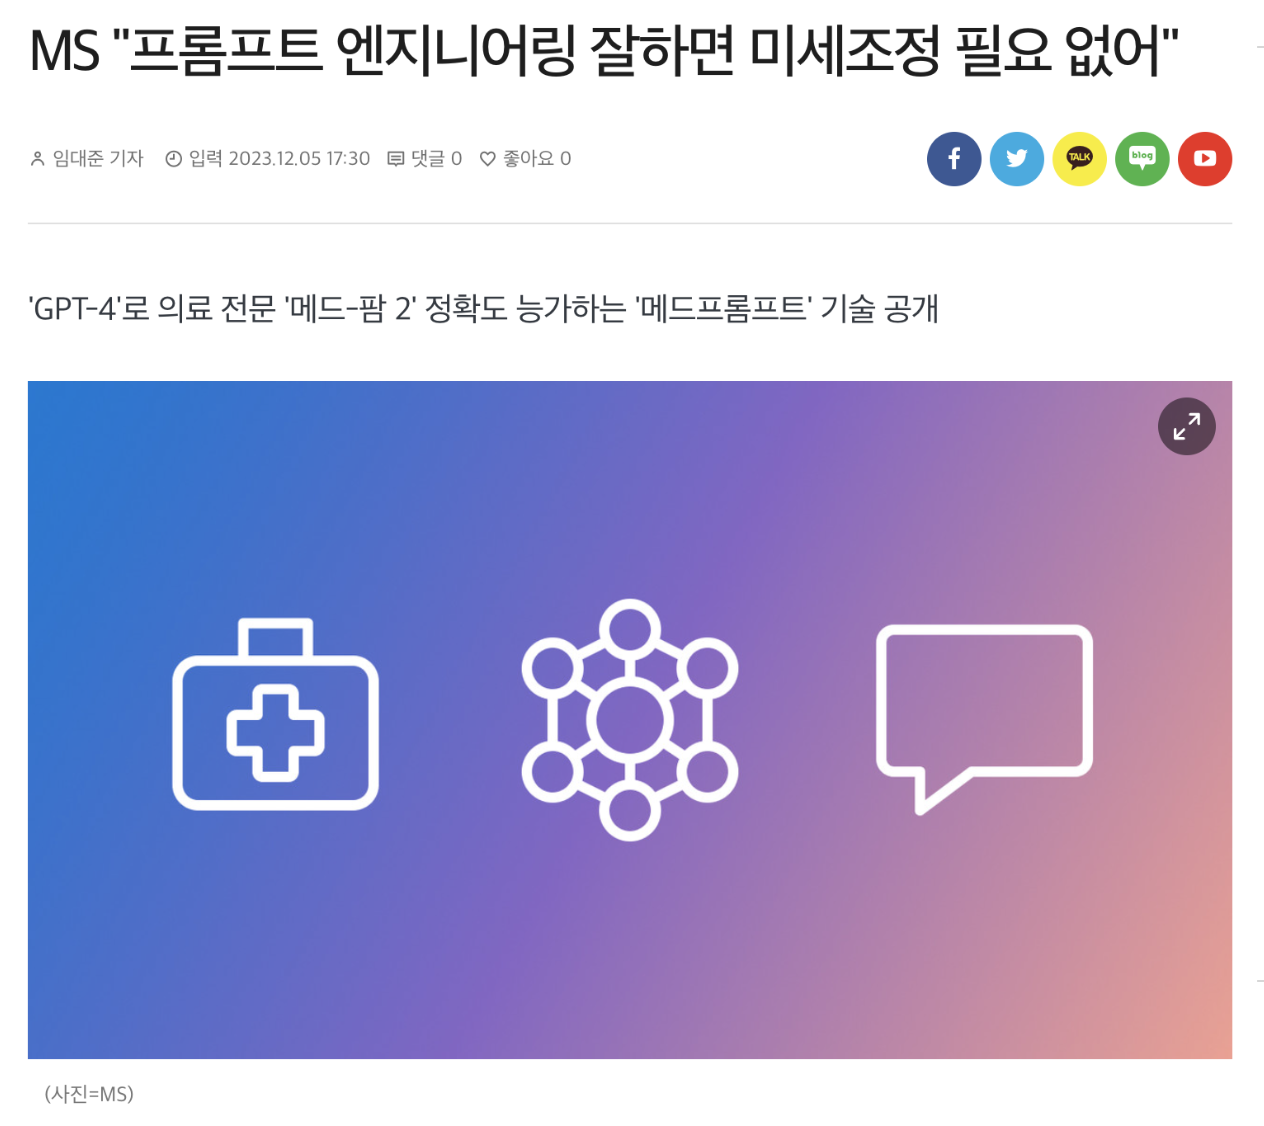 MS "프롬프트 엔지니어링 잘하면 미세조정 필요 없어"
임대준 기자 입력 2023.12.05 17:30 댓글 0 좋아요 0
f TALK blog
'GPT-4'로 의료 전문 '메드-팜 2' 정확도 능가하는 '메드프롬프트' 기술 공개
(사진=MS)